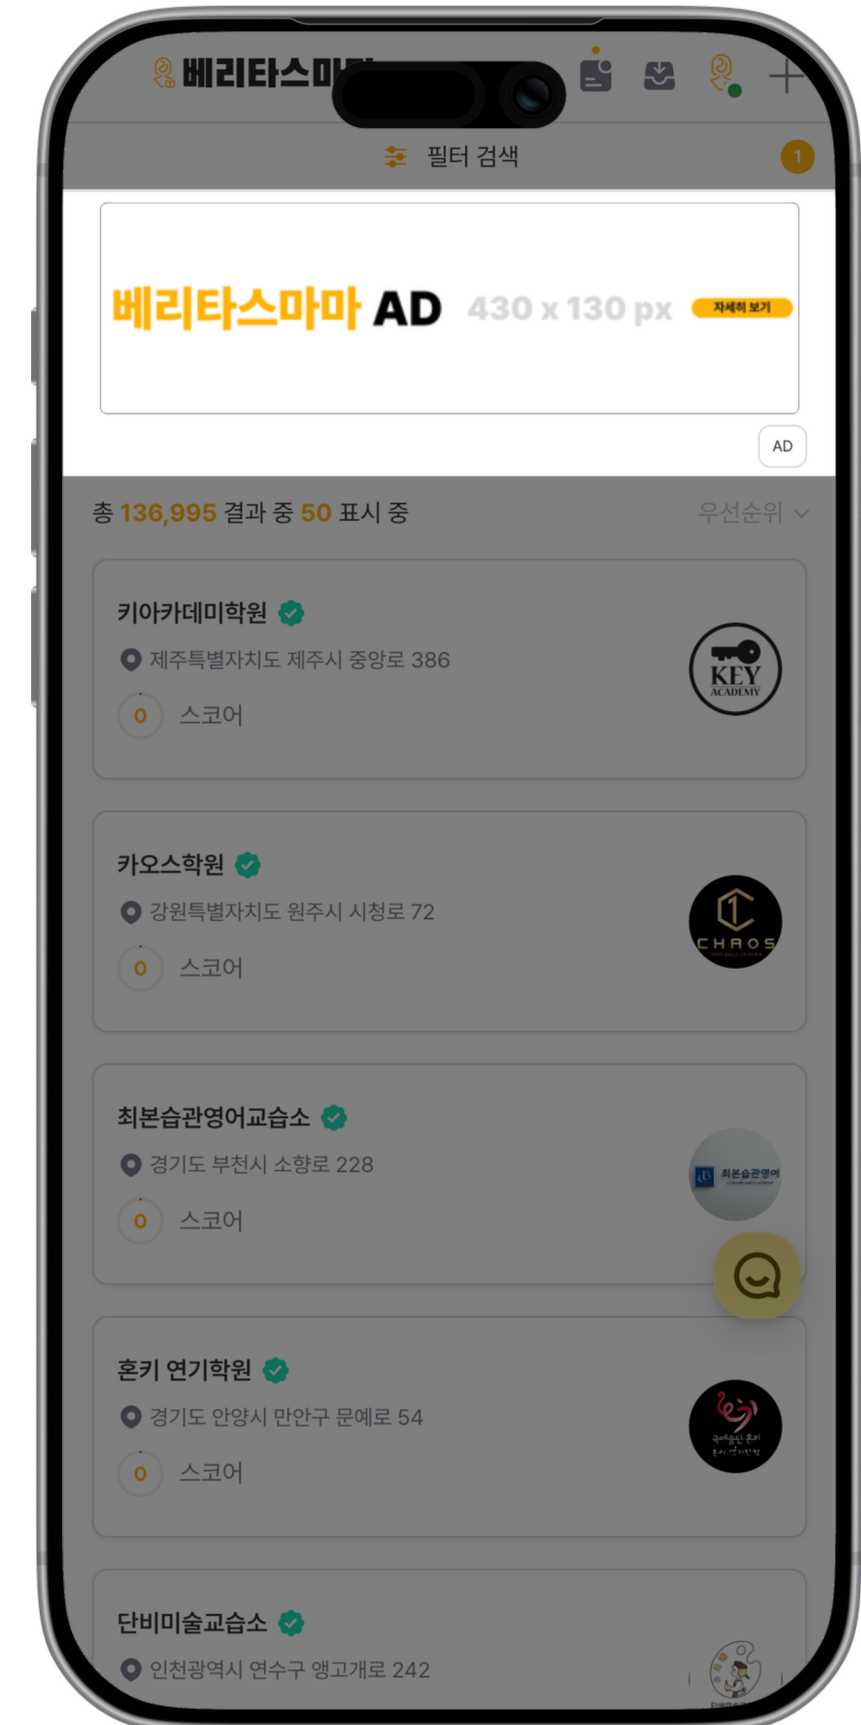 베리타스마마
필터 검색
1
베리타스마마 AD 430 x 130 px 자세히 보기
AD
총 136,995 결과 중 50 표시 중
우선순위
키아카데미학원
제주특별자치도 제주시 중앙로 386
0 스코어
KEY
ACADEMY
카오스학원
강원특별자치도 원주시 시청로 72
0 스코어
CHAOS
최본습관영어교습소
경기도 부천시 소향로 228
0 스코어
최본습관영어
혼키 연기학원
경기도 안양시 만안구 문예로 54
0 스코어
단비미술교습소
인천광역시 연수구 앵고개로 242